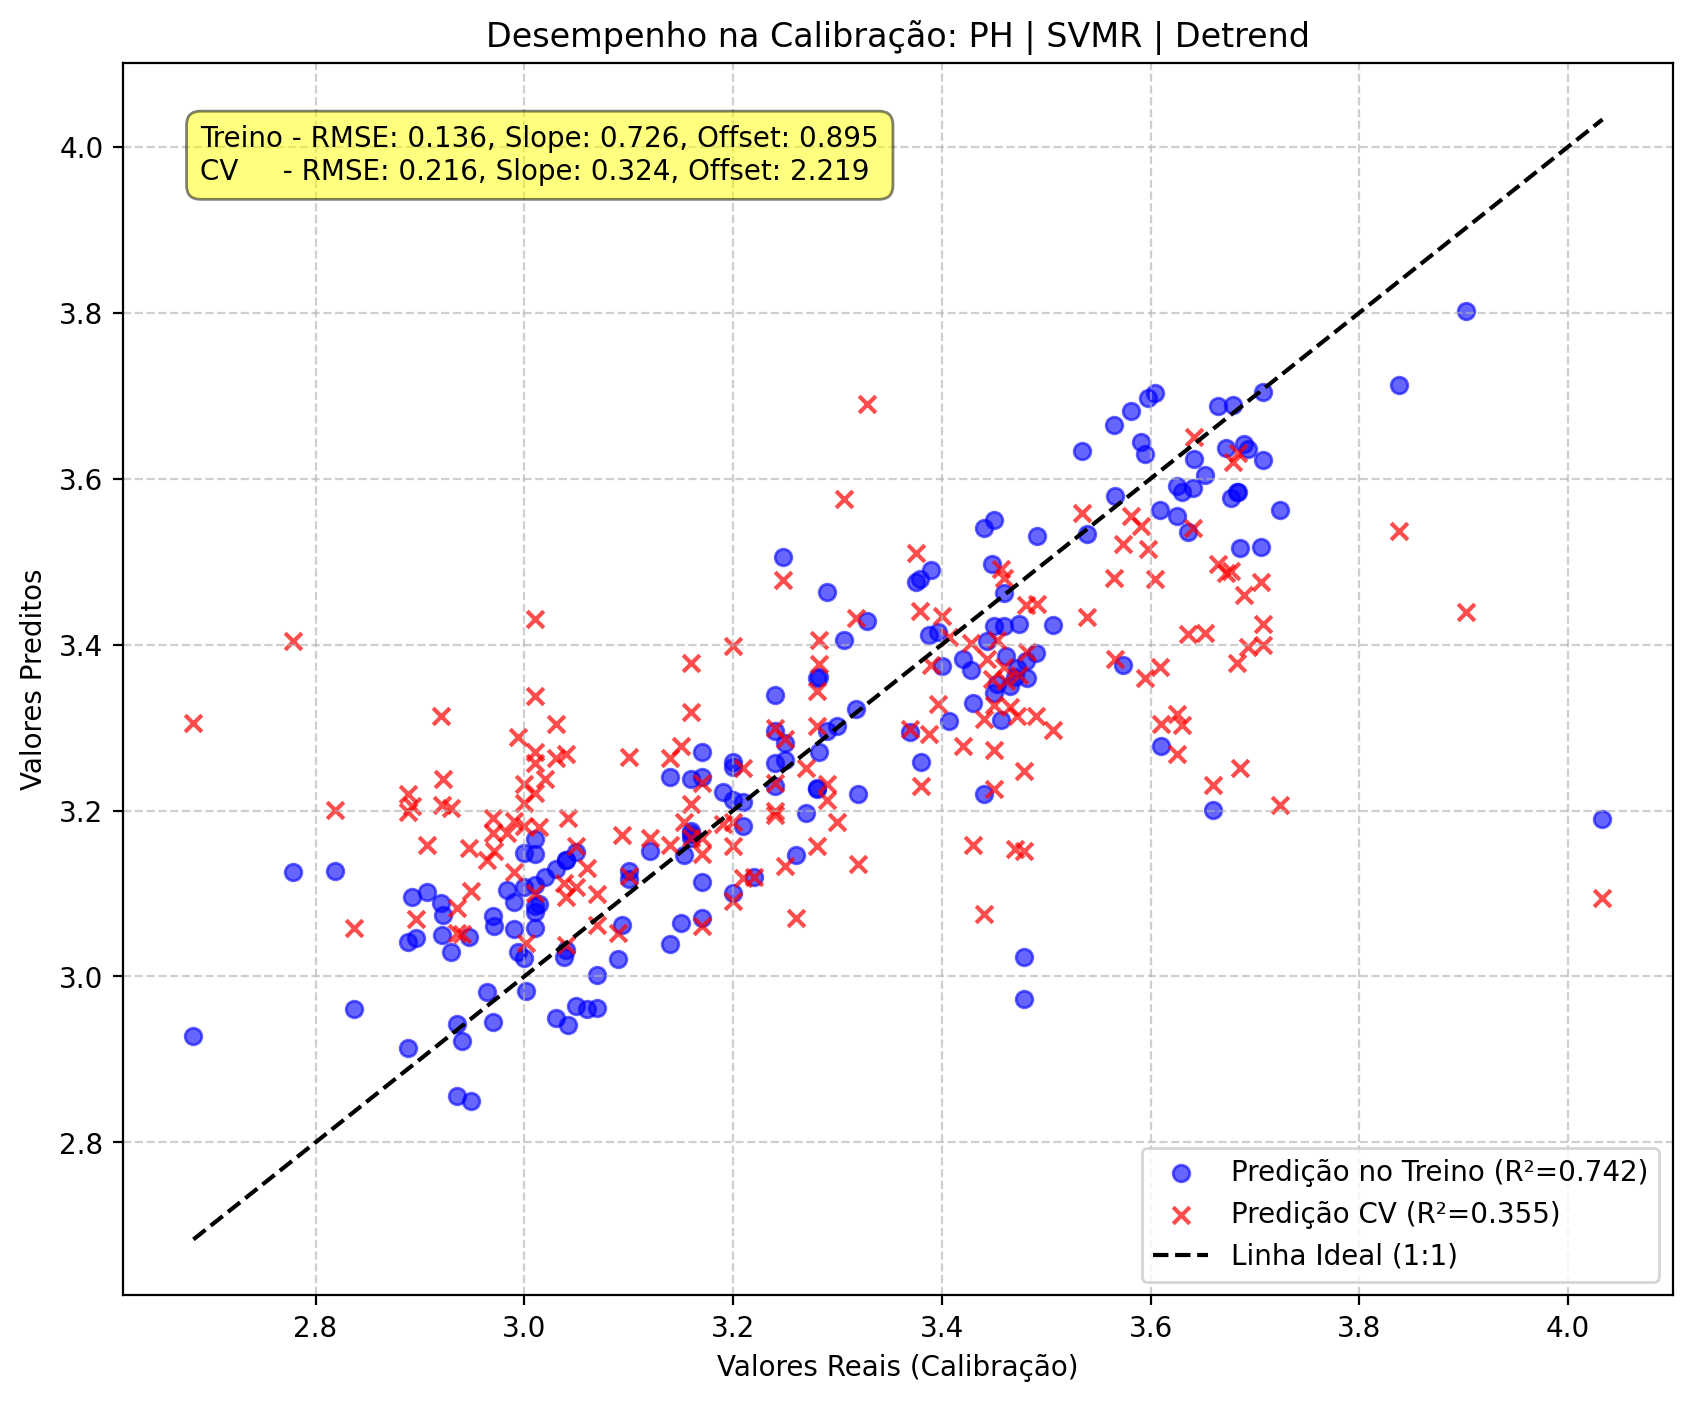 Desempenho na Calibração: PH | SVMR | Detrend
Treino - RMSE: 0.136, Slope: 0.726, Offset: 0.895
CV     - RMSE: 0.216, Slope: 0.324, Offset: 2.219
Valores Preditos
4.0
3.8
3.6
3.4
3.2
3.0
2.8
Predição no Treino (R²=0.742)
Predição CV (R²=0.355)
Linha Ideal (1:1)
2.8 3.0 3.2 3.4 3.6 3.8 4.0
Valores Reais (Calibração)